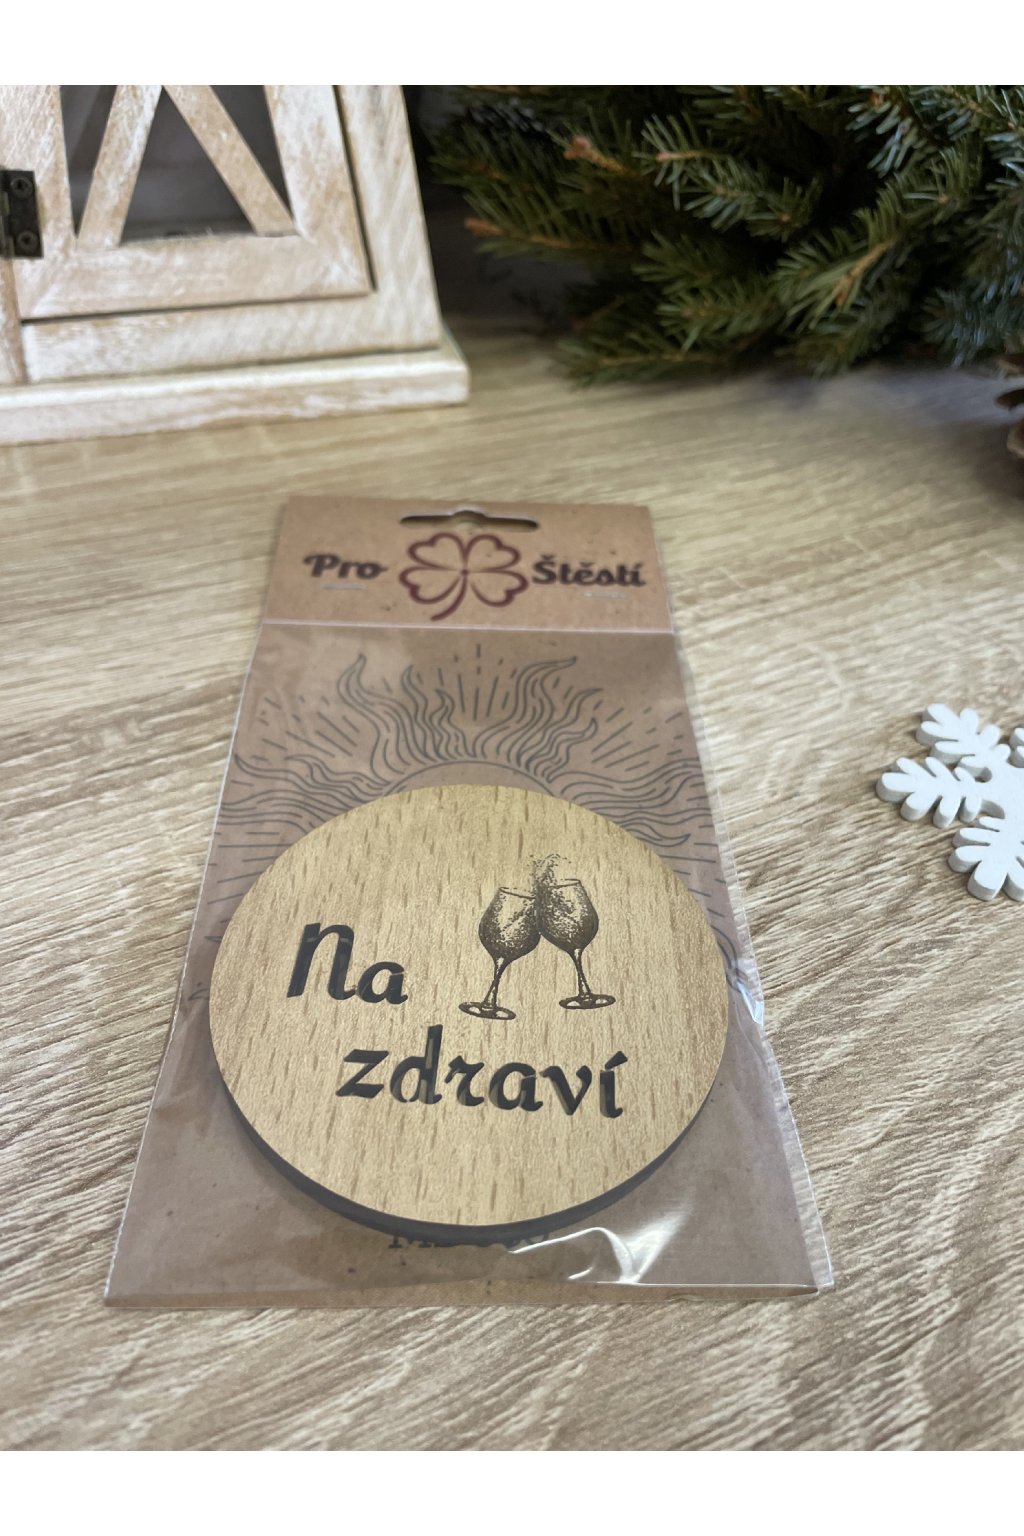 Pro Štěstí
Na
zdraví